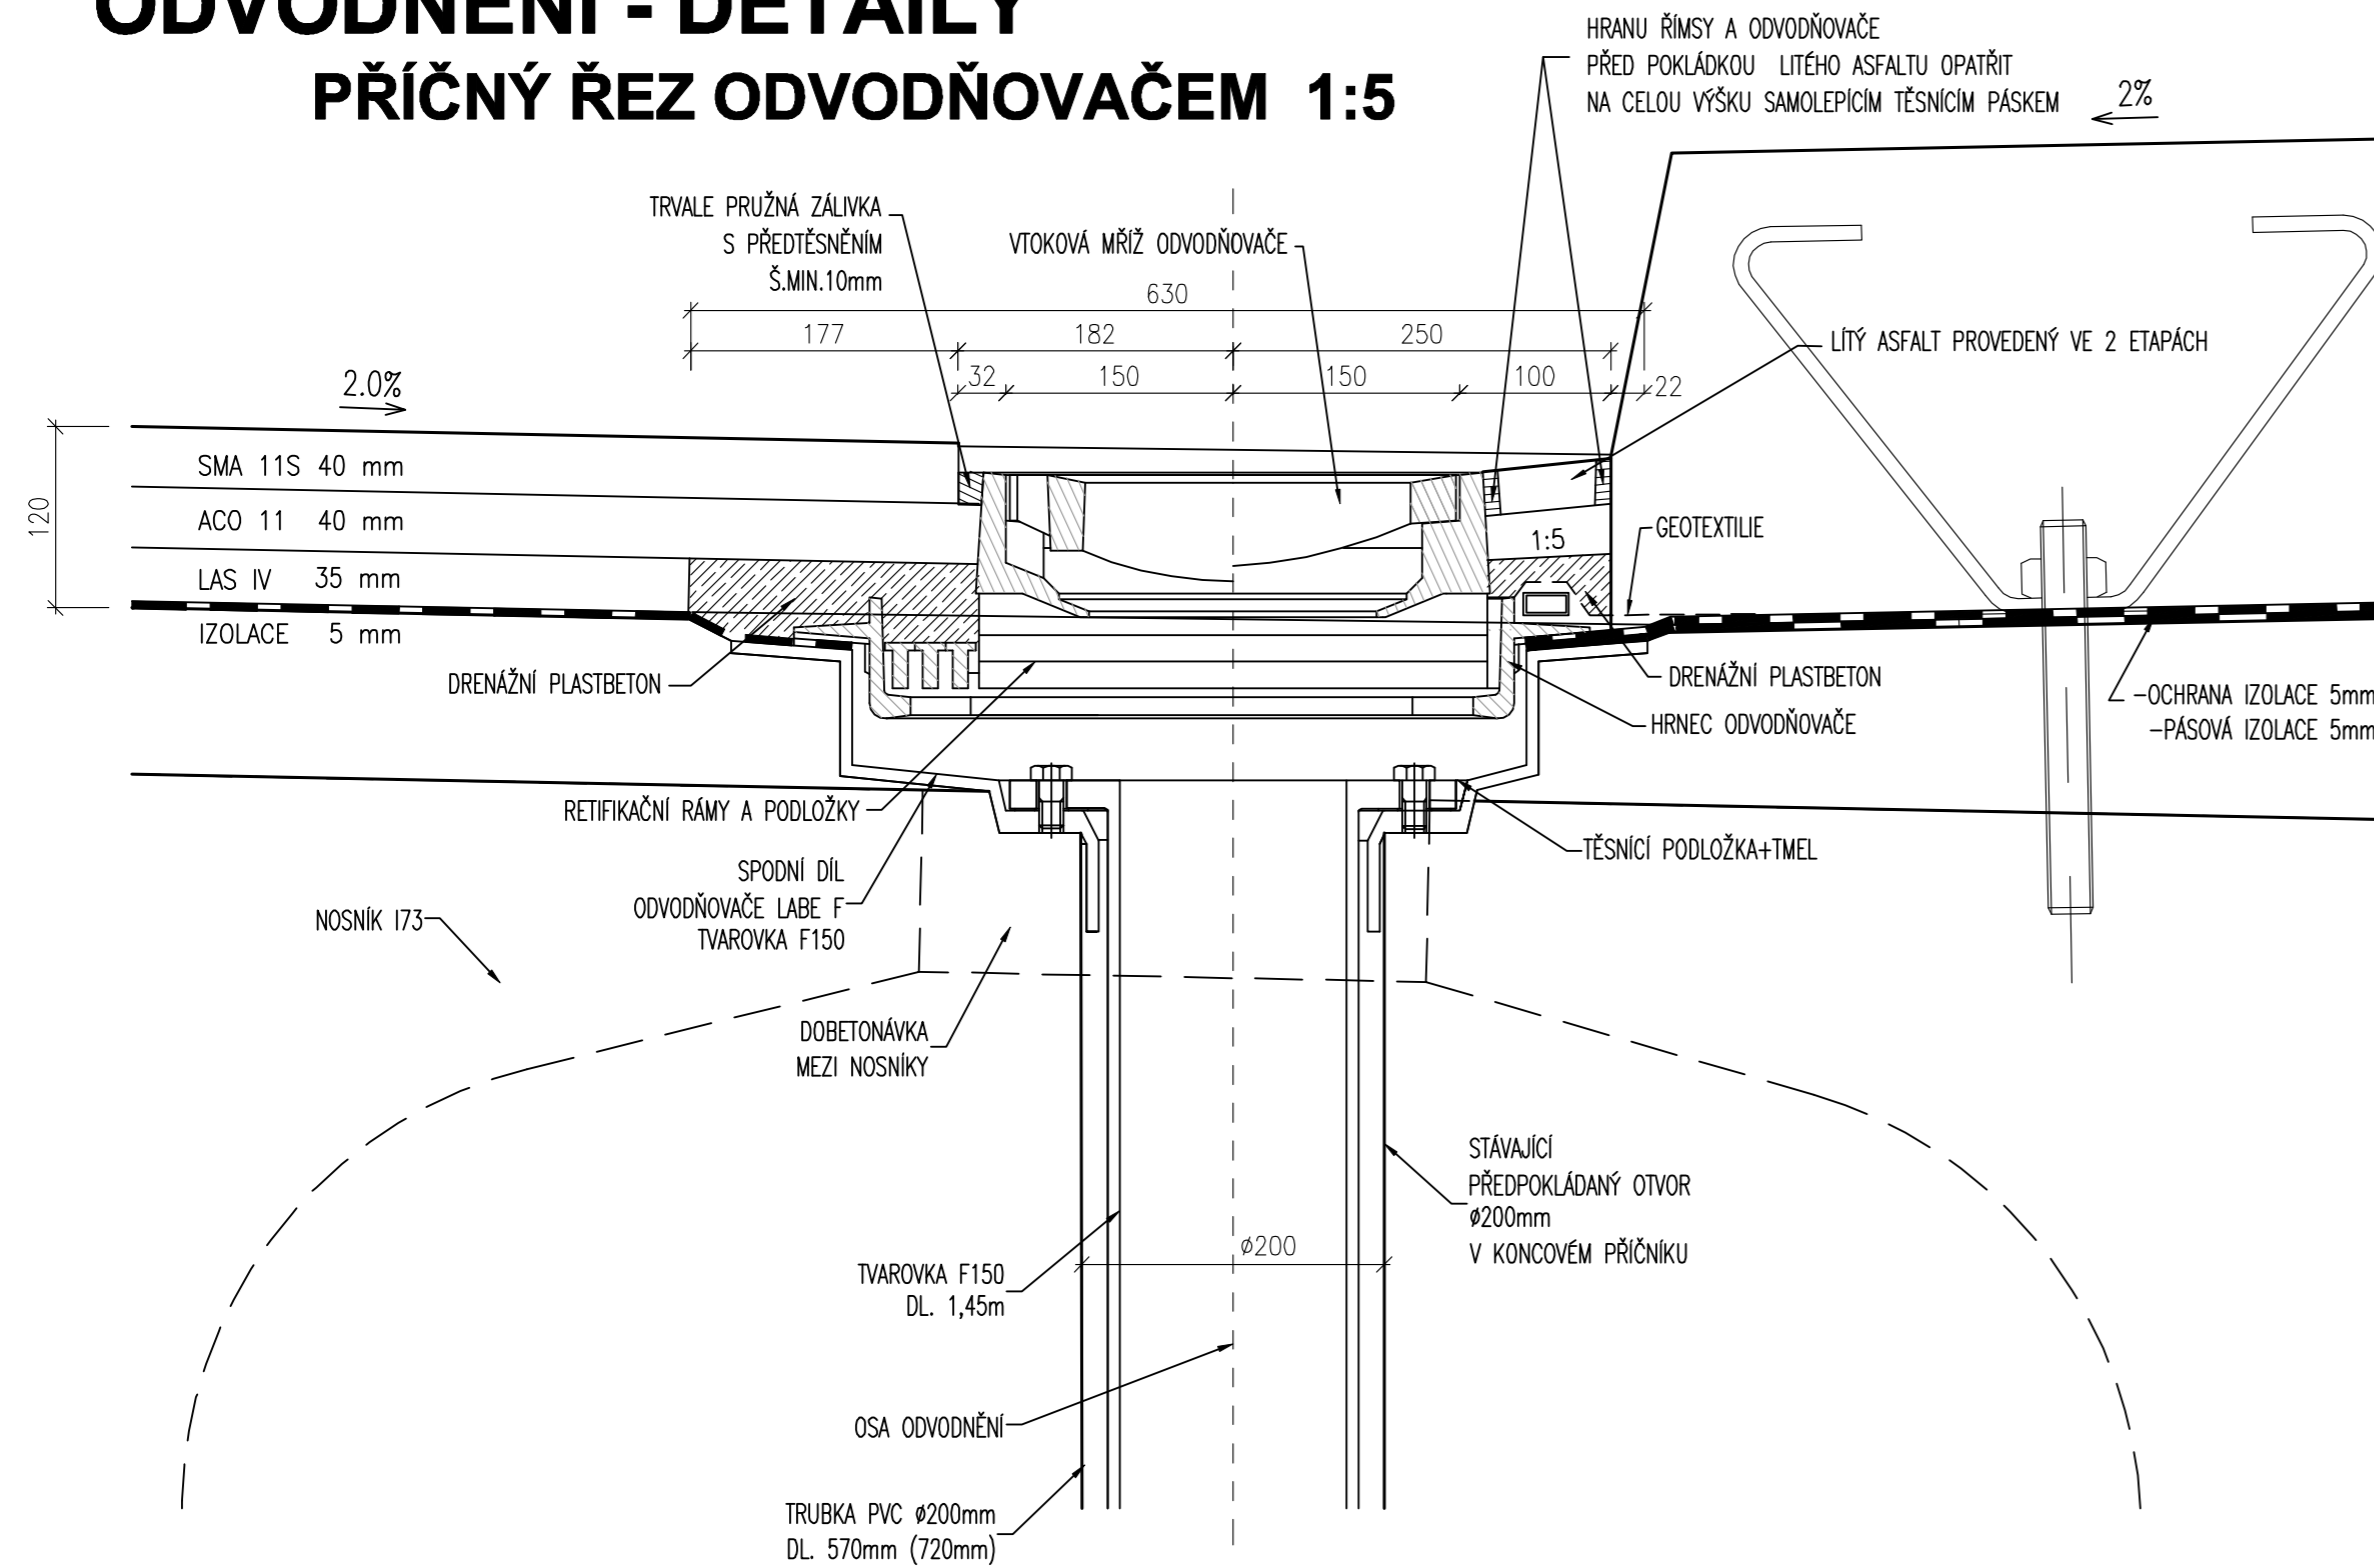 ODVODNĚNÍ - DETAILY
PŘÍČNÝ ŘEZ ODVODŇOVAČEM 1:5
HRANU ŘÍMSY A ODVODŇOVAČE
PŘED POKLÁDKOU LITÉHO ASFALTU OPATŘIT
NA CELOU VÝŠKU SAMOLEPÍCÍM TĚSNÍCÍM PÁSKEM
2%
TRVALE PRUŽNÁ ZÁLIVKA
S PŘEDTĚSNĚNÍM
Š.MIN.10mm
VTOKOVÁ MŘÍŽ ODVODŇOVAČE
630
177
182
250
32
150
150
100
22
LÍTÝ ASFALT PROVEDENÝ VE 2 ETAPÁCH
2.0%
120
SMA 11S 40 mm
ACO 11 40 mm
LAS IV 35 mm
IZOLACE 5 mm
1:5
GEOTEXTILIE
DRENÁŽNÍ PLASTBETON
DRENÁŽNÍ PLASTBETON
HRNEC ODVODŇOVAČE
-OCHRANA IZOLACE 5mm
-PÁSOVÁ IZOLACE 5mm
RETIFIKAČNÍ RÁMY A PODLOŽKY
SPODNÍ DÍL
ODVODŇOVAČE LABE F
TVAROVKA F150
TĚSNÍCÍ PODLOŽKA+TMEL
NOSNÍK I73
DOBETONÁVKA
MEZI NOSNÍKY
STÁVAJÍCÍ
PŘEDPOKLÁDANÝ OTVOR
ø200mm
V KONCOVÉM PŘÍČNÍKU
ø200
TVAROVKA F150
DL. 1,45m
OSA ODVODNĚNÍ
TRUBKA PVC ø200mm
DL. 570mm (720mm)